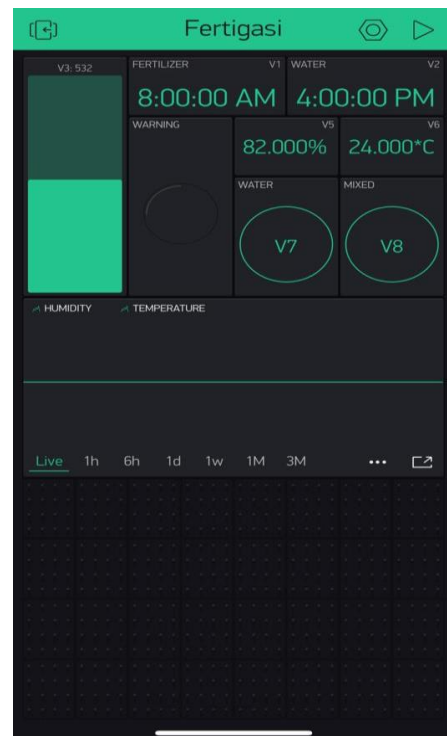 Fertigasi
V3: 532
FERTILIZER V1 WATER V2
8:00:00 AM 4:00:00 PM
WARNING V5 V6
82.000% 24.000*C
WATER MIXED
V7 V8
HUMIDITY TEMPERATURE
Live 1h 6h 1d 1w 1M 3M ...